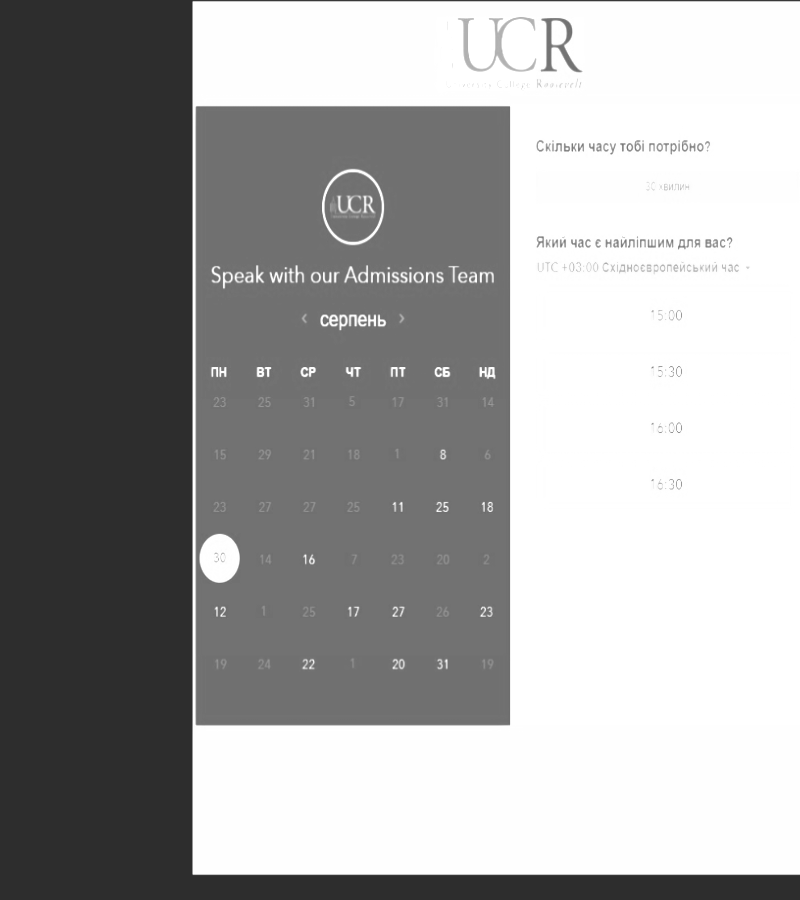 UCR
University College Roosevelt
UCR
Speak with our Admissions Team
‹ серпень ›
ПН ВТ СР ЧТ ПТ СБ НД
23 25 31 5 17 31 14
15 29 21 18 1 8 6
23 27 27 25 11 25 18
30 14 16 7 23 20 2
12 1 25 17 27 26 23
19 24 22 1 20 31 19
Скільки часу тобі потрібно?
30 хвилин
Який час є найліпшим для вас?
UTC +03:00 Східноєвропейський час
15:00
15:30
16:00
16:30